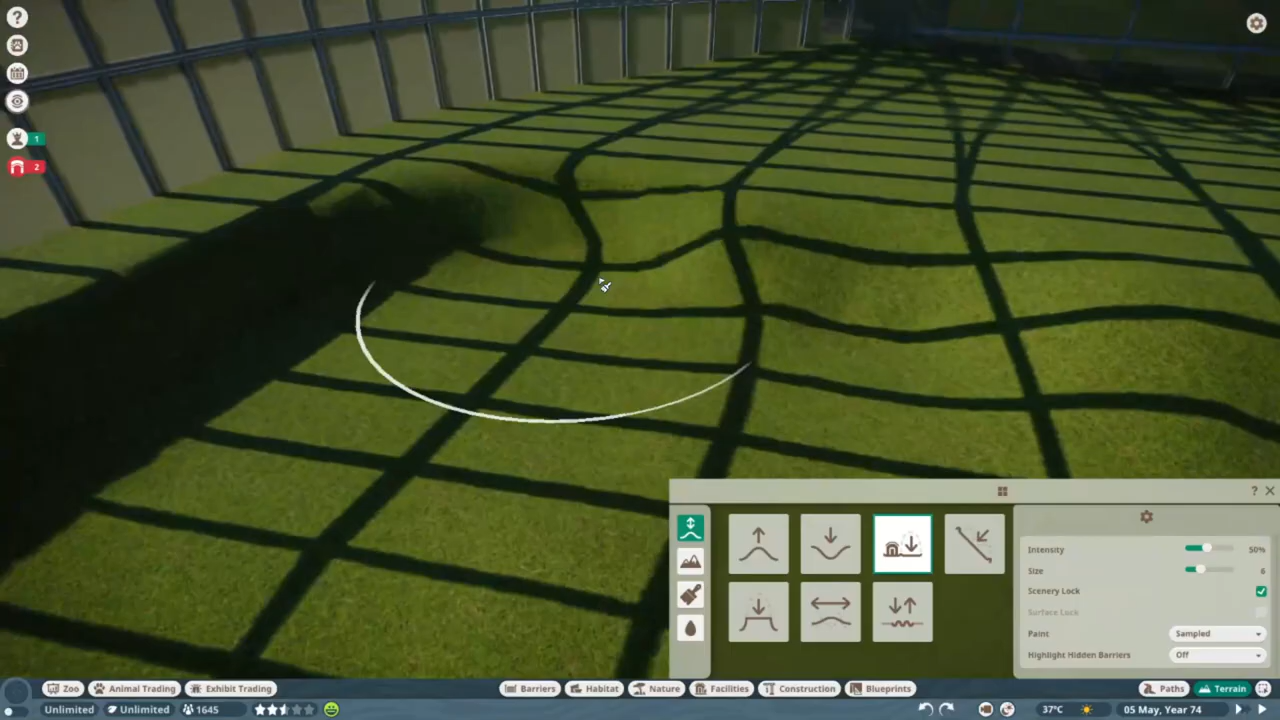 ?
1
2
? ×
Intensity 50%
Size 6
Scenery Lock
Surface Lock
Paint Sampled
Highlight Hidden Barriers Off
Zoo Animal Trading Exhibit Trading Barriers Habitat Nature Facilities Construction Blueprints Paths Terrain
Unlimited Unlimited 1645 37°C 05 May, Year 74